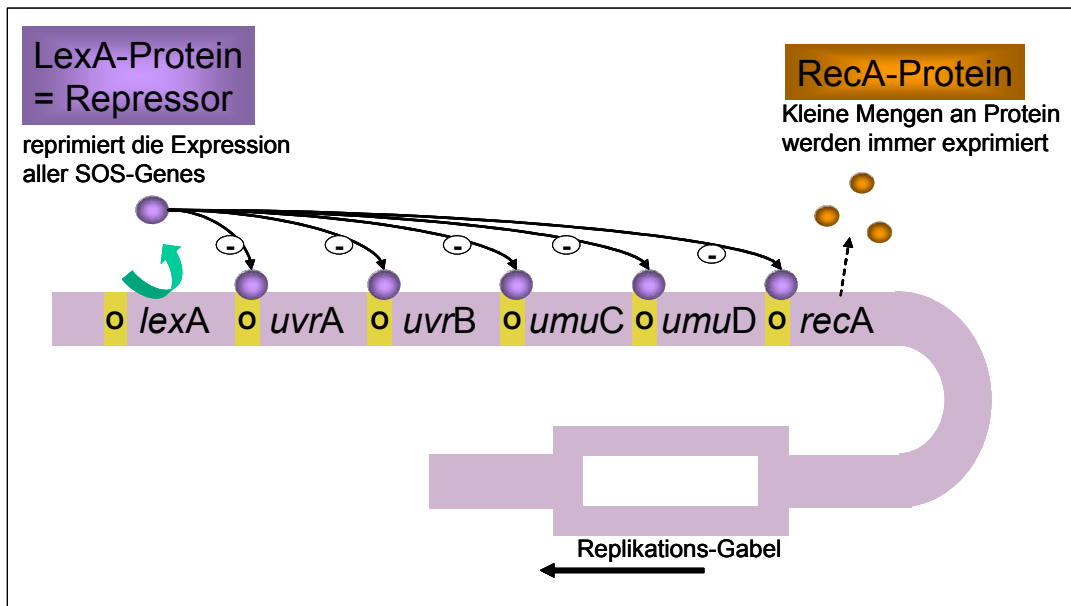 LexA-Protein
= Repressor
reprimiert die Expression
aller SOS-Genes
RecA-Protein
Kleine Mengen an Protein
werden immer exprimiert
- - - - -
o lexA o uvrA o uvrB o umuC o umuD o recA
Replikations-Gabel